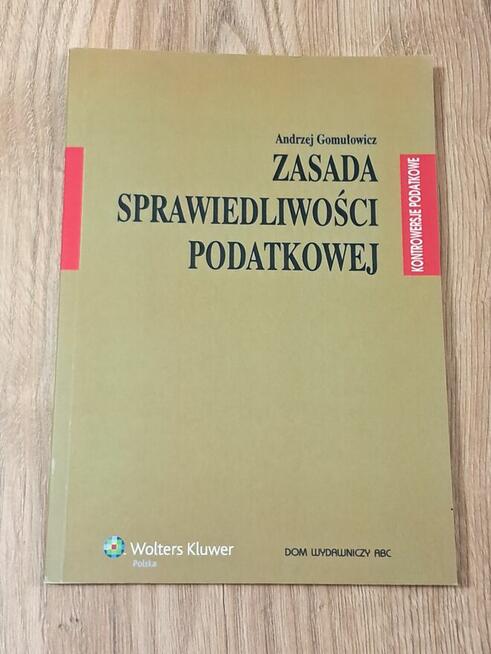 Andrzej Gomułowicz
ZASADA
SPRAWIEDLIWOŚCI
PODATKOWEJ
KONTROWERSJE PODATKOWE
Wolters Kluwer
Polska
DOM WYDAWNICZY ABC